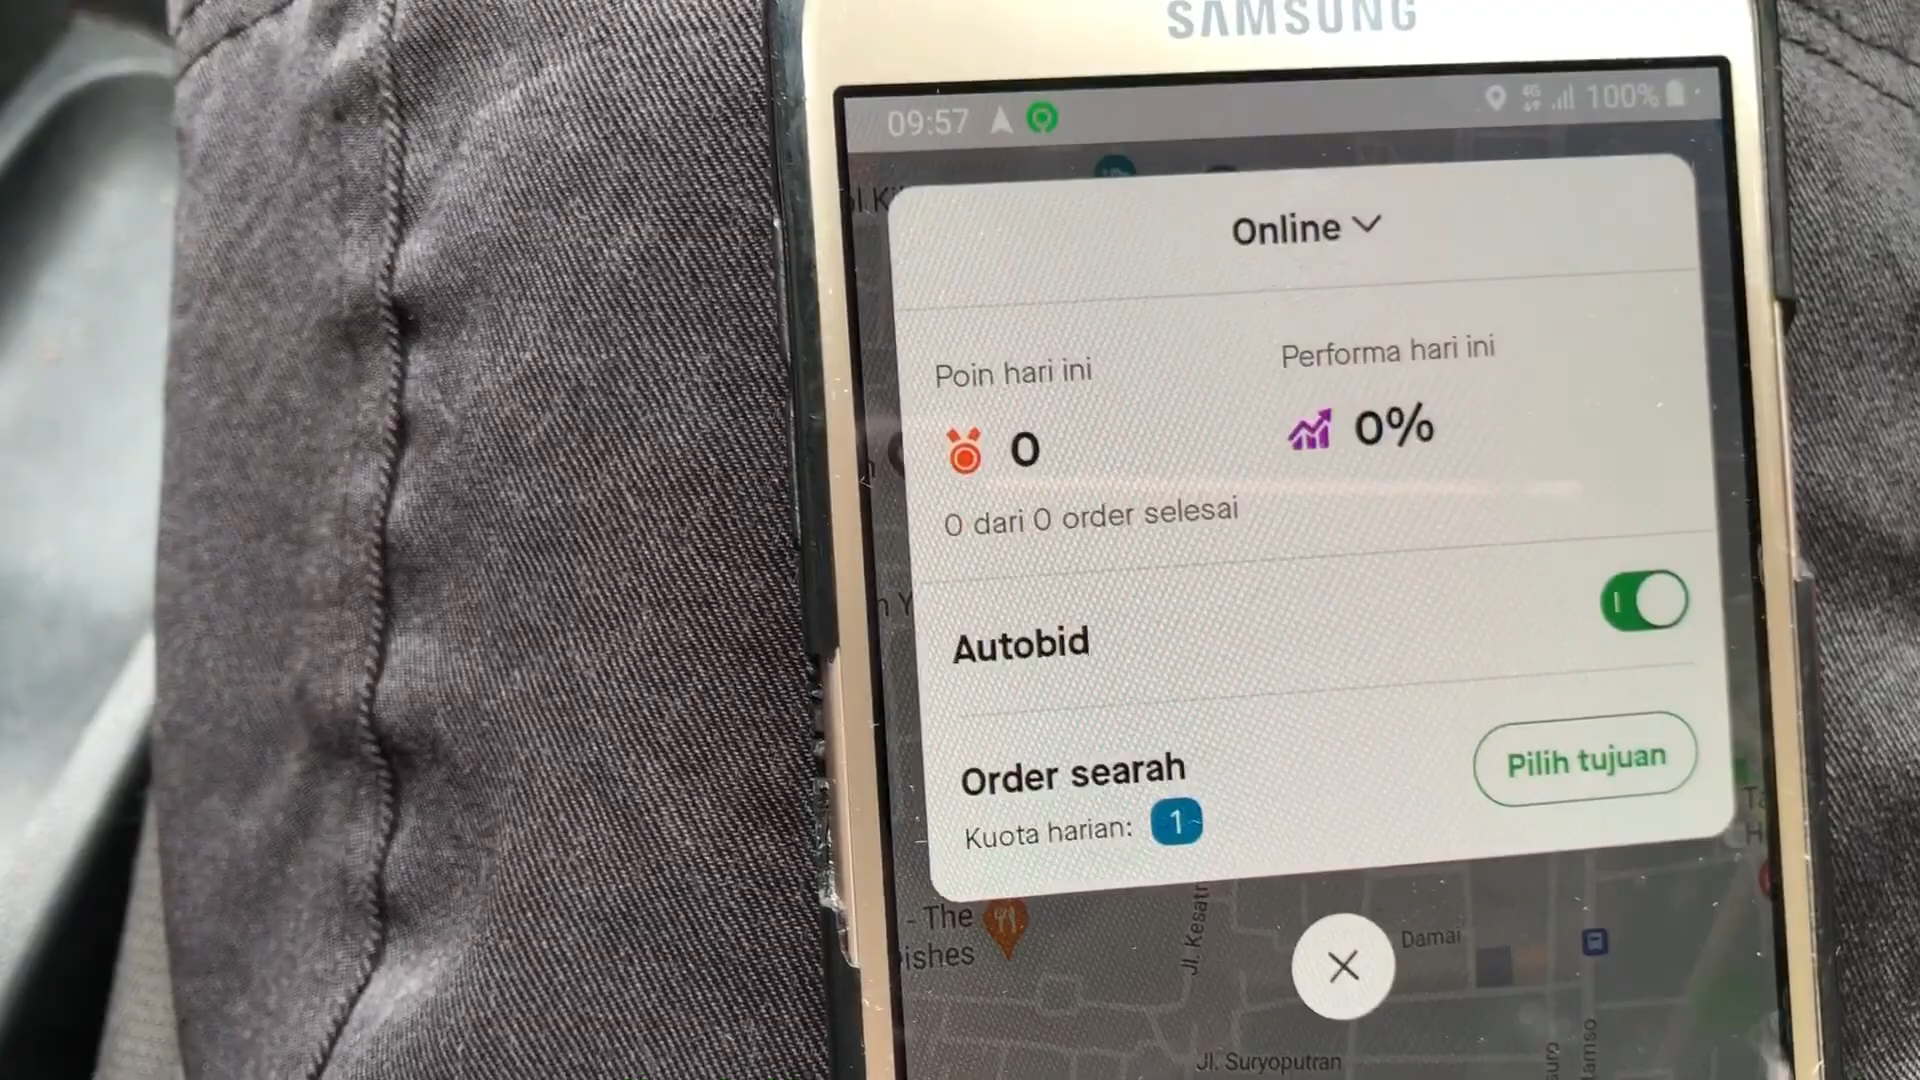 SAMSUNG
09:57
4G
100%
Online
Poin hari ini
Performa hari ini
0
0%
0 dari 0 order selesai
Autobid
Order searah
Pilih tujuan
Kuota harian: 1
- The
ishes
Jl. Kesatr
Damai
Jl. Suryoputran